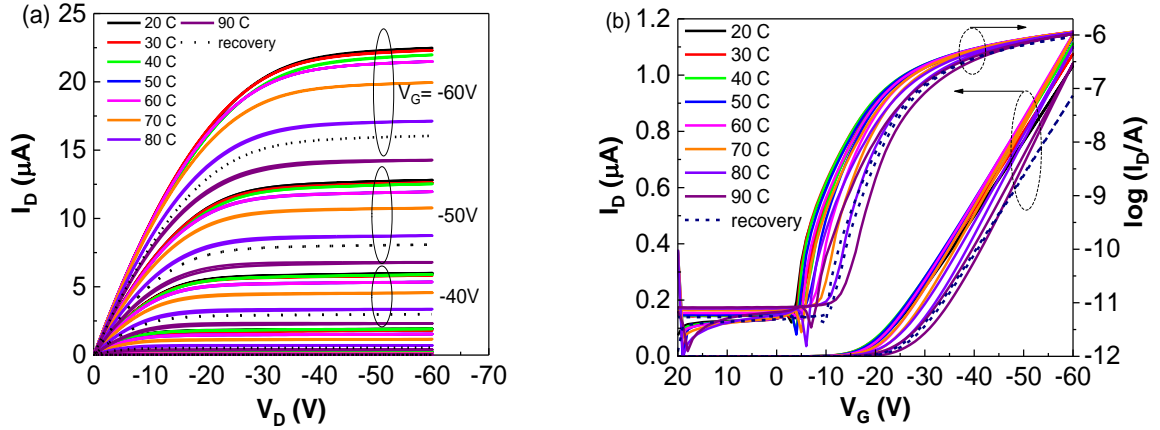 (a)
20 C 90 C
30 C recovery
40 C
50 C
60 C
70 C
80 C
V_G= -60V
-50V
-40V
25
20
15
10
5
0
I_D (μA)
0 -10 -20 -30 -40 -50 -60 -70
V_D (V)
(b)
20 C
30 C
40 C
50 C
60 C
70 C
80 C
90 C
recovery
1.2
1.0
0.8
0.6
0.4
0.2
0.0
I_D (μA)
20 10 0 -10 -20 -30 -40 -50 -60
V_G (V)
-6
-7
-8
-9
-10
-11
-12
log (I_D/A)